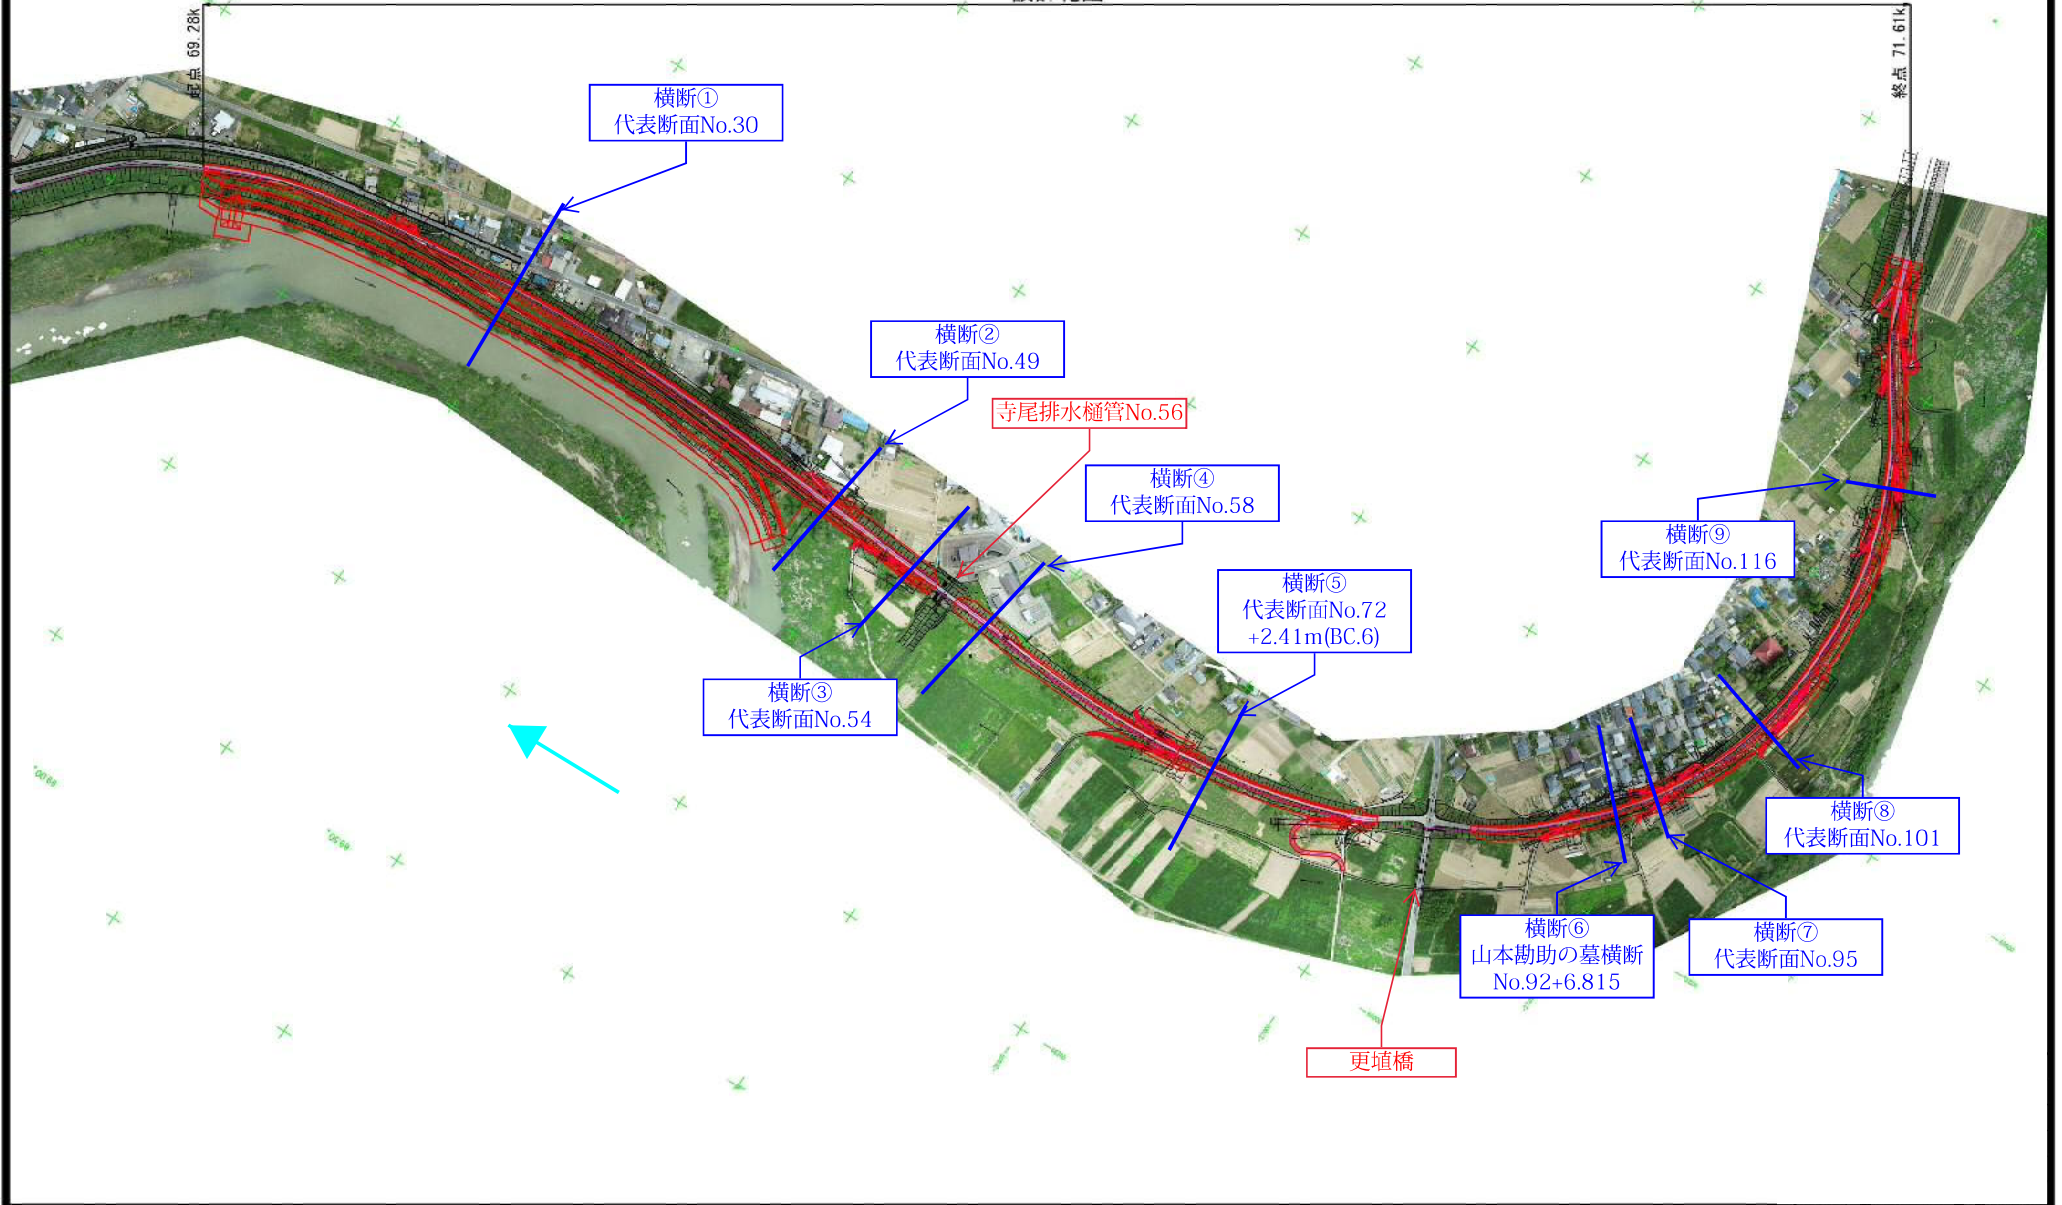 起点 69.28k
終点 71.61k
横断①
代表断面No.30
横断②
代表断面No.49
寺尾排水樋管No.56
横断④
代表断面No.58
横断⑨
代表断面No.116
横断⑤
代表断面No.72
+2.41m(BC.6)
横断③
代表断面No.54
横断⑧
代表断面No.101
横断⑥
山本勘助の墓横断
No.92+6.815
横断⑦
代表断面No.95
更埴橋